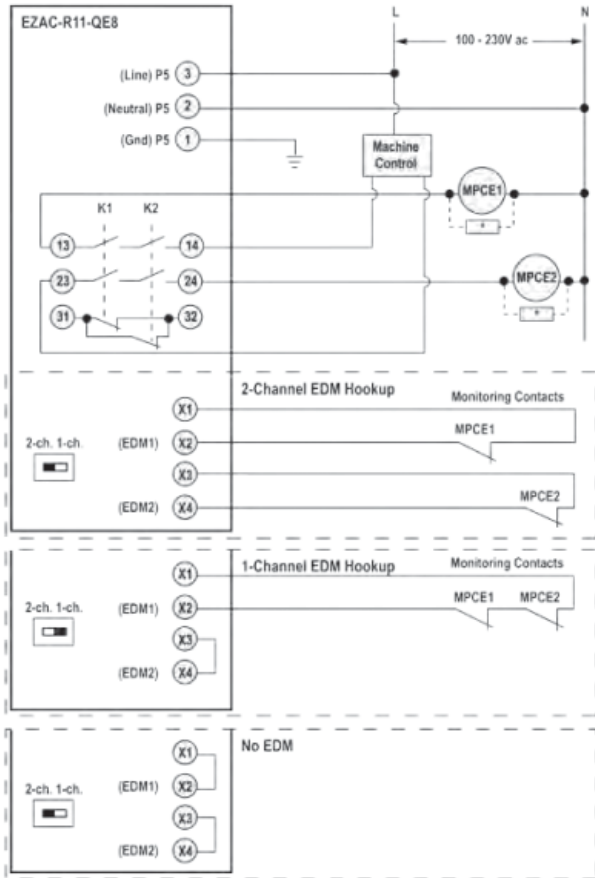 EZAC-R11-QE8
L
N
100 - 230V ac
(Line) P5 3
(Neutral) P5 2
(Gnd) P5 1
Machine
Control
MPCE1
*
K1 K2
13 14
23 24
MPCE2
*
31 32
2-Channel EDM Hookup
Monitoring Contacts
X1
MPCE1
2-ch. 1-ch.
(EDM1) X2
X3
MPCE2
(EDM2) X4
1-Channel EDM Hookup
Monitoring Contacts
X1
MPCE1 MPCE2
2-ch. 1-ch.
(EDM1) X2
X3
(EDM2) X4
No EDM
X1
2-ch. 1-ch.
(EDM1) X2
X3
(EDM2) X4